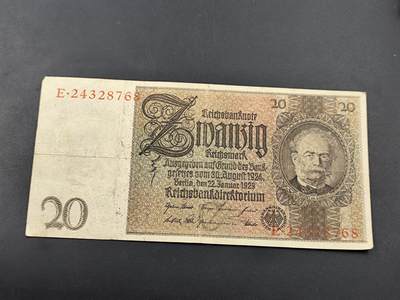 E·24328768
Reichsbanknote
20 20
Zwanzig
Reichsmark
Ausgegeben auf Grund des Bank
gesetzes vom 30. August 1924
Berlin, den 22. Januar 1929
Reichsbankdirektorium
20
E·24328768